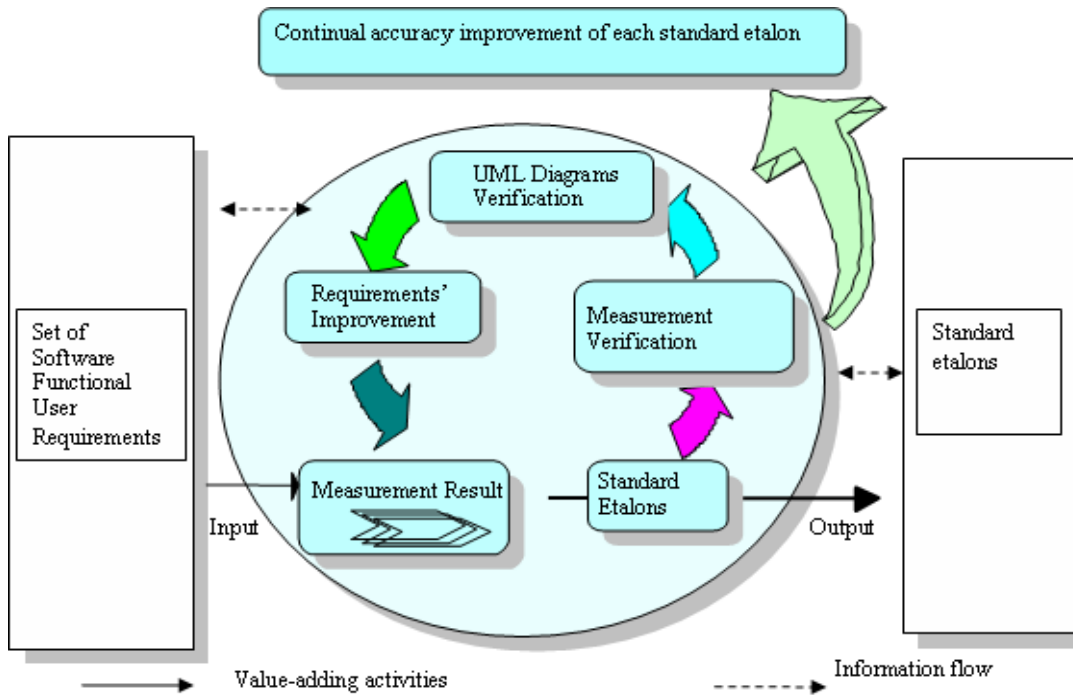 Continual accuracy improvement of each standard etalon
UML Diagrams
Verification
Requirements’
Improvement
Measurement
Verification
Set of
Software
Functional
User
Requirements
Standard
etalons
Measurement Result
Standard
Etalons
Input
Output
Value-adding activities
Information flow